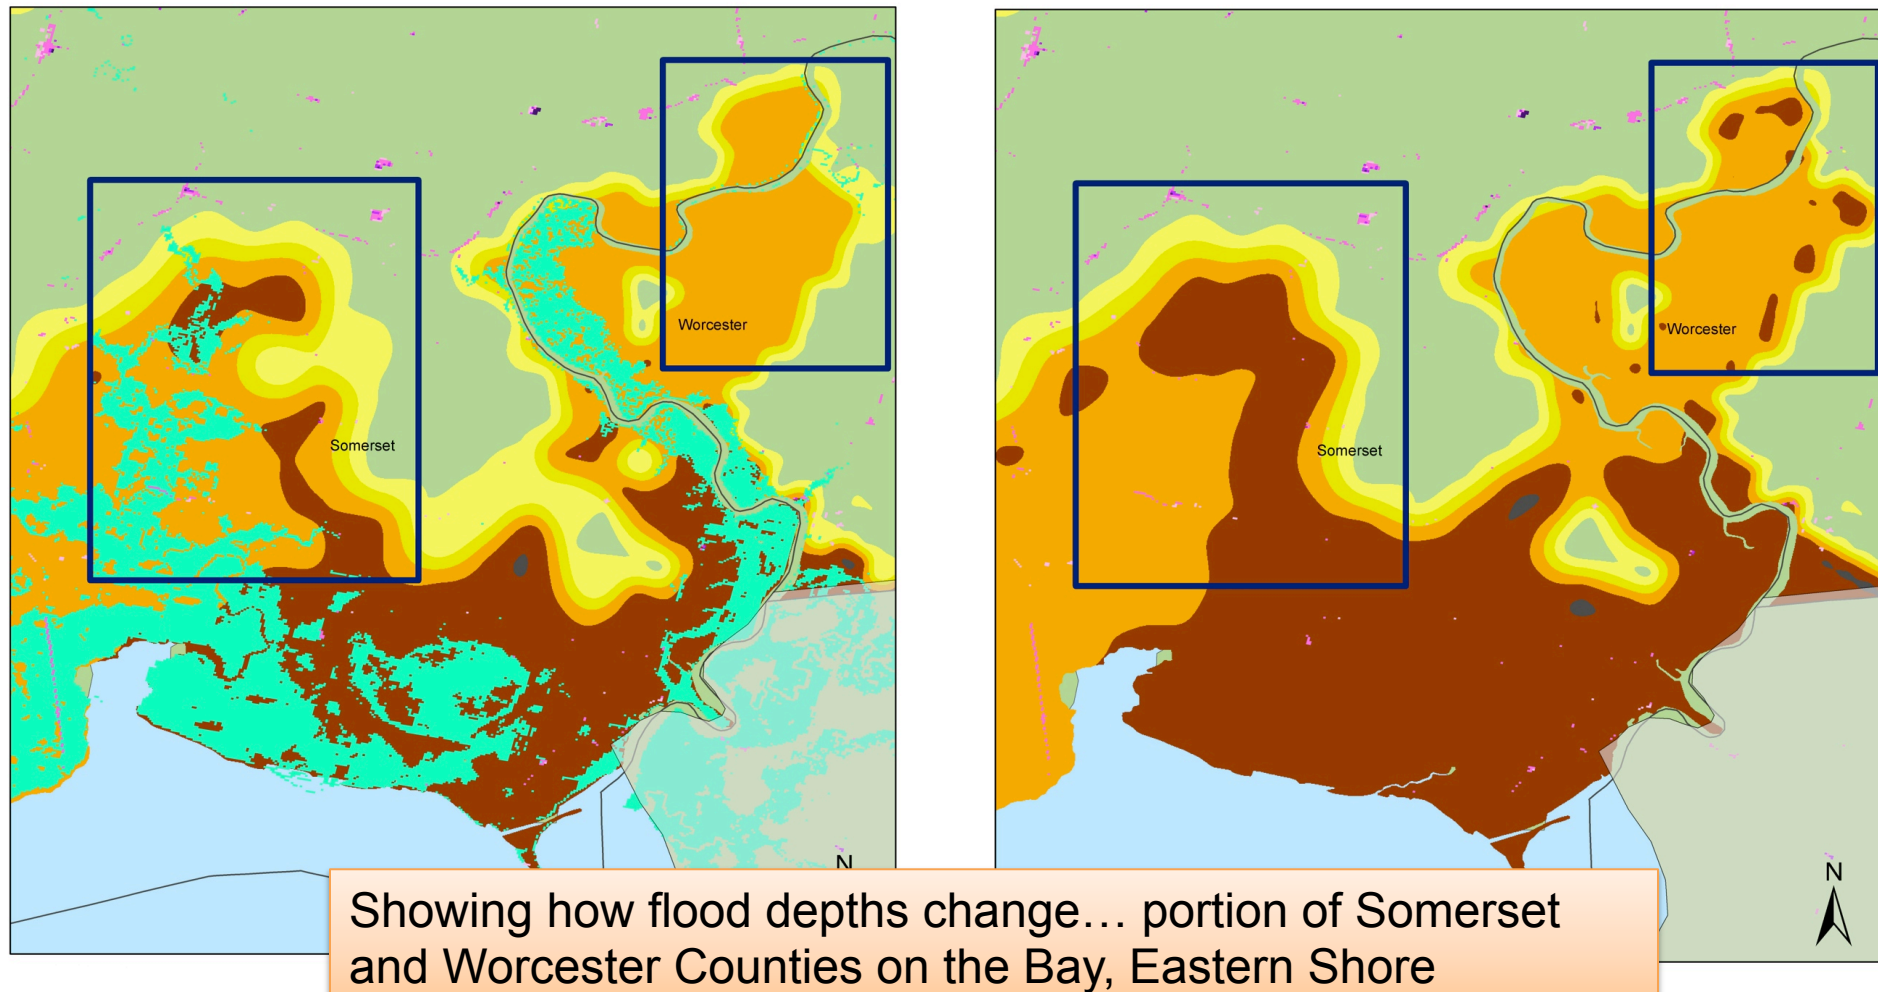 Worcester
Somerset
N
Worcester
Somerset
N
Showing how flood depths change… portion of Somerset
and Worcester Counties on the Bay, Eastern Shore